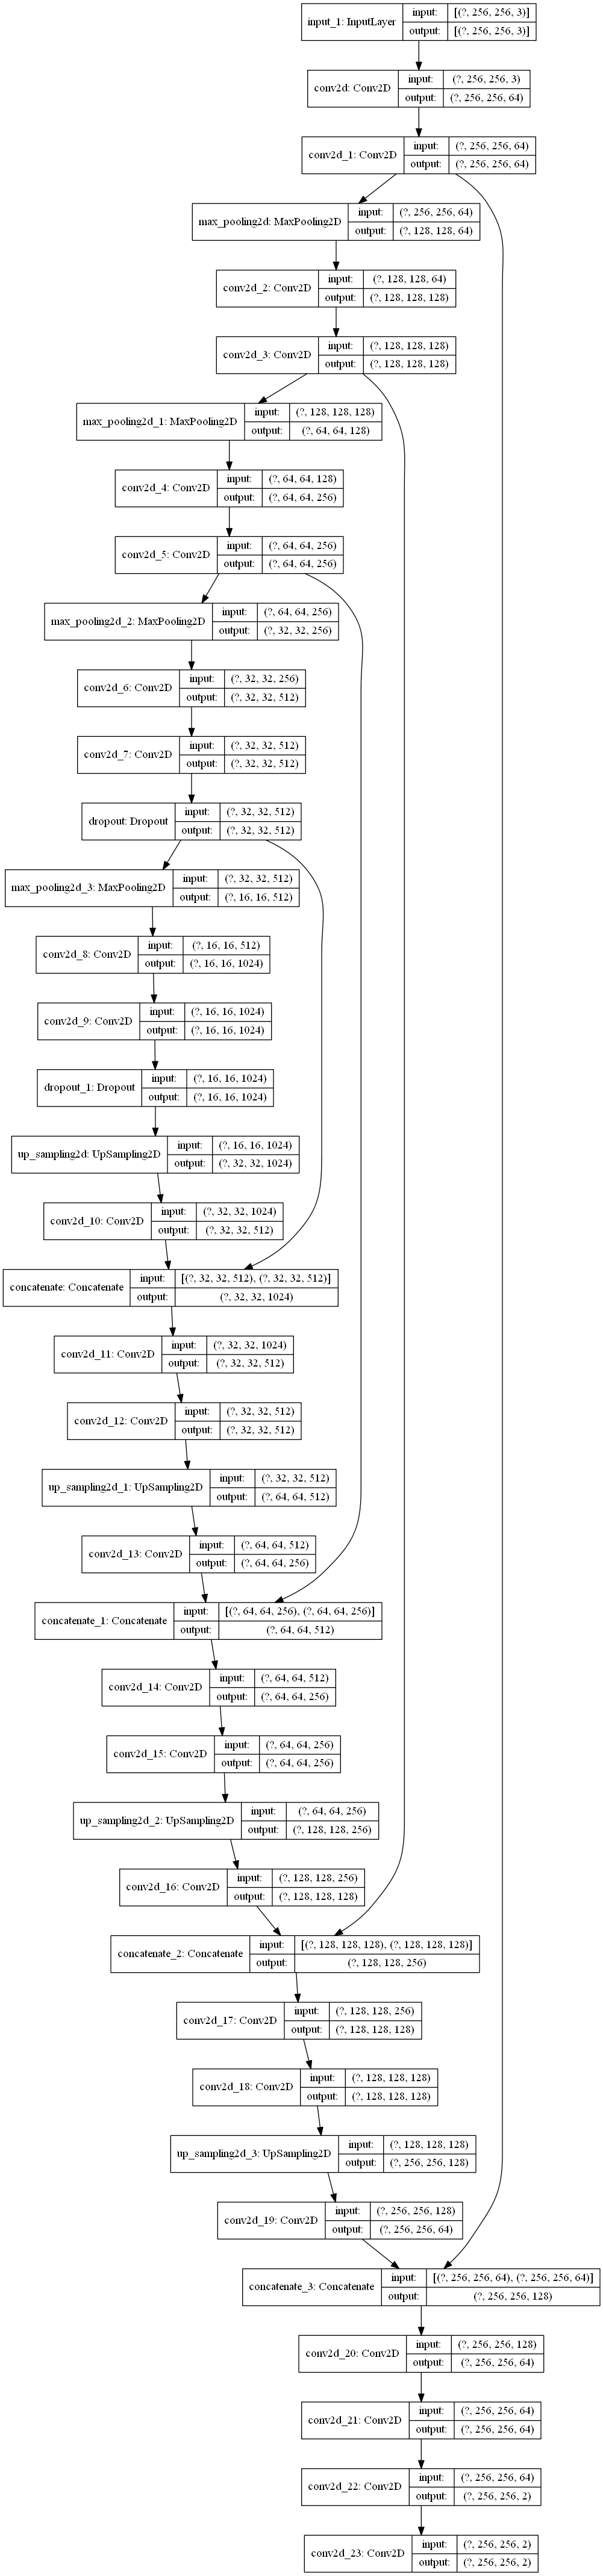 input_1: InputLayer
input: [(?, 256, 256, 3)]
output: [(?, 256, 256, 3)]
conv2d: Conv2D
input: (?, 256, 256, 3)
output: (?, 256, 256, 64)
conv2d_1: Conv2D
input: (?, 256, 256, 64)
output: (?, 256, 256, 64)
max_pooling2d: MaxPooling2D
input: (?, 256, 256, 64)
output: (?, 128, 128, 64)
conv2d_2: Conv2D
input: (?, 128, 128, 64)
output: (?, 128, 128, 128)
conv2d_3: Conv2D
input: (?, 128, 128, 128)
output: (?, 128, 128, 128)
max_pooling2d_1: MaxPooling2D
input: (?, 128, 128, 128)
output: (?, 64, 64, 128)
conv2d_4: Conv2D
input: (?, 64, 64, 128)
output: (?, 64, 64, 256)
conv2d_5: Conv2D
input: (?, 64, 64, 256)
output: (?, 64, 64, 256)
max_pooling2d_2: MaxPooling2D
input: (?, 64, 64, 256)
output: (?, 32, 32, 256)
conv2d_6: Conv2D
input: (?, 32, 32, 256)
output: (?, 32, 32, 512)
conv2d_7: Conv2D
input: (?, 32, 32, 512)
output: (?, 32, 32, 512)
dropout: Dropout
input: (?, 32, 32, 512)
output: (?, 32, 32, 512)
max_pooling2d_3: MaxPooling2D
input: (?, 32, 32, 512)
output: (?, 16, 16, 512)
conv2d_8: Conv2D
input: (?, 16, 16, 512)
output: (?, 16, 16, 1024)
conv2d_9: Conv2D
input: (?, 16, 16, 1024)
output: (?, 16, 16, 1024)
dropout_1: Dropout
input: (?, 16, 16, 1024)
output: (?, 16, 16, 1024)
up_sampling2d: UpSampling2D
input: (?, 16, 16, 1024)
output: (?, 32, 32, 1024)
conv2d_10: Conv2D
input: (?, 32, 32, 1024)
output: (?, 32, 32, 512)
concatenate: Concatenate
input: [(?, 32, 32, 512), (?, 32, 32, 512)]
output: (?, 32, 32, 1024)
conv2d_11: Conv2D
input: (?, 32, 32, 1024)
output: (?, 32, 32, 512)
conv2d_12: Conv2D
input: (?, 32, 32, 512)
output: (?, 32, 32, 512)
up_sampling2d_1: UpSampling2D
input: (?, 32, 32, 512)
output: (?, 64, 64, 512)
conv2d_13: Conv2D
input: (?, 64, 64, 512)
output: (?, 64, 64, 256)
concatenate_1: Concatenate
input: [(?, 64, 64, 256), (?, 64, 64, 256)]
output: (?, 64, 64, 512)
conv2d_14: Conv2D
input: (?, 64, 64, 512)
output: (?, 64, 64, 256)
conv2d_15: Conv2D
input: (?, 64, 64, 256)
output: (?, 64, 64, 256)
up_sampling2d_2: UpSampling2D
input: (?, 64, 64, 256)
output: (?, 128, 128, 256)
conv2d_16: Conv2D
input: (?, 128, 128, 256)
output: (?, 128, 128, 128)
concatenate_2: Concatenate
input: [(?, 128, 128, 128), (?, 128, 128, 128)]
output: (?, 128, 128, 256)
conv2d_17: Conv2D
input: (?, 128, 128, 256)
output: (?, 128, 128, 128)
conv2d_18: Conv2D
input: (?, 128, 128, 128)
output: (?, 128, 128, 128)
up_sampling2d_3: UpSampling2D
input: (?, 128, 128, 128)
output: (?, 256, 256, 128)
conv2d_19: Conv2D
input: (?, 256, 256, 128)
output: (?, 256, 256, 64)
concatenate_3: Concatenate
input: [(?, 256, 256, 64), (?, 256, 256, 64)]
output: (?, 256, 256, 128)
conv2d_20: Conv2D
input: (?, 256, 256, 128)
output: (?, 256, 256, 64)
conv2d_21: Conv2D
input: (?, 256, 256, 64)
output: (?, 256, 256, 64)
conv2d_22: Conv2D
input: (?, 256, 256, 64)
output: (?, 256, 256, 2)
conv2d_23: Conv2D
input: (?, 256, 256, 2)
output: (?, 256, 256, 2)